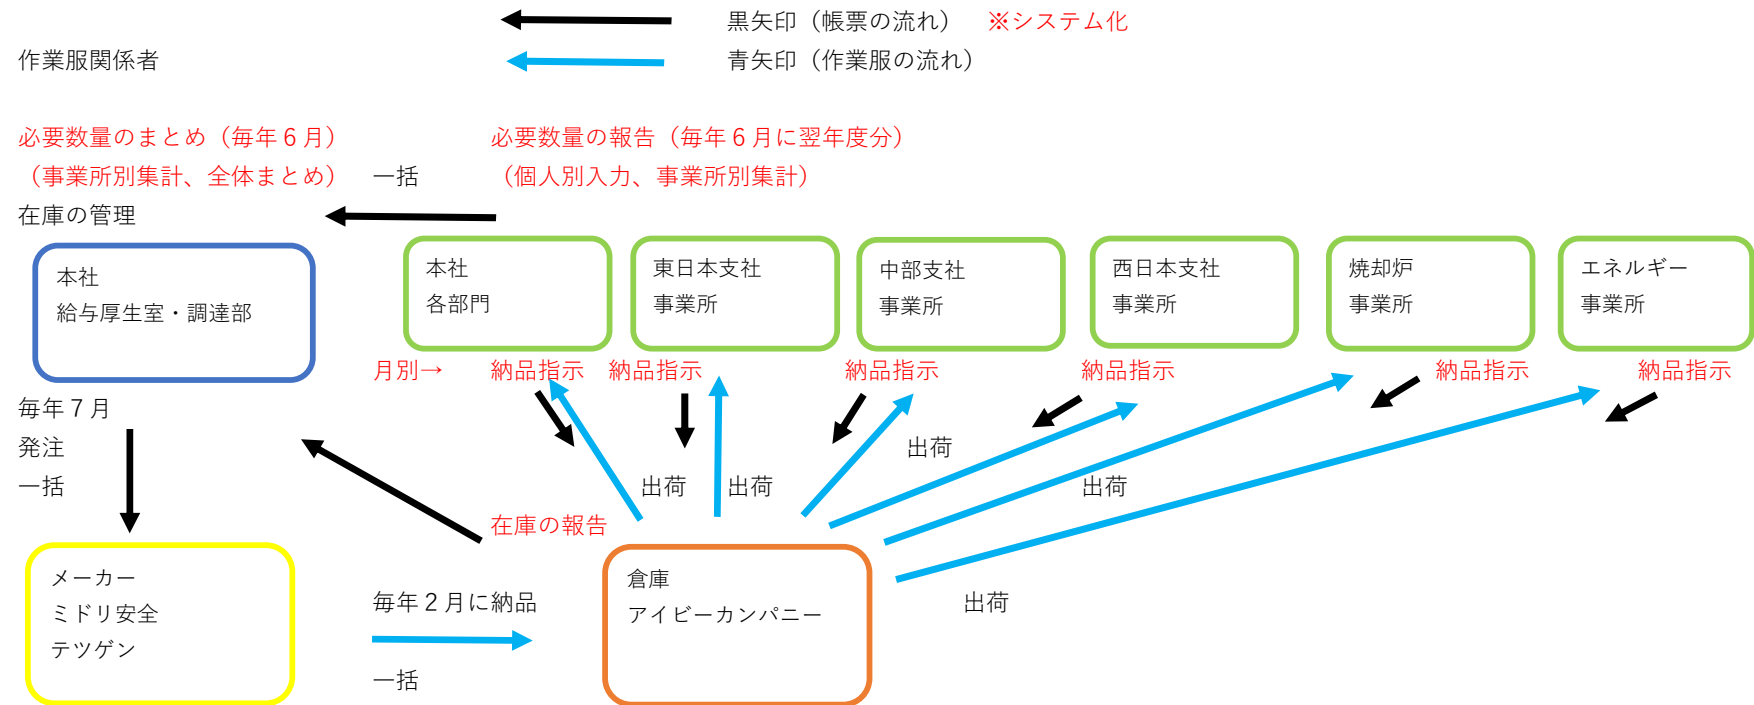 黒矢印（帳票の流れ） ※システム化
作業服関係者
青矢印（作業服の流れ）
必要数量のまとめ（毎年６月）
必要数量の報告（毎年６月に翌年度分）
（事業所別集計、全体まとめ）
一括
（個人別入力、事業所別集計）
在庫の管理
本社
給与厚生室・調達部
本社
各部門
東日本支社
事業所
中部支社
事業所
西日本支社
事業所
焼却炉
事業所
エネルギー
事業所
月別→
納品指示
納品指示
納品指示
納品指示
納品指示
納品指示
毎年７月
発注
一括
出荷
出荷
出荷
出荷
在庫の報告
メーカー
ミドリ安全
テツゲン
毎年２月に納品
一括
倉庫
アイビーカンパニー
出荷